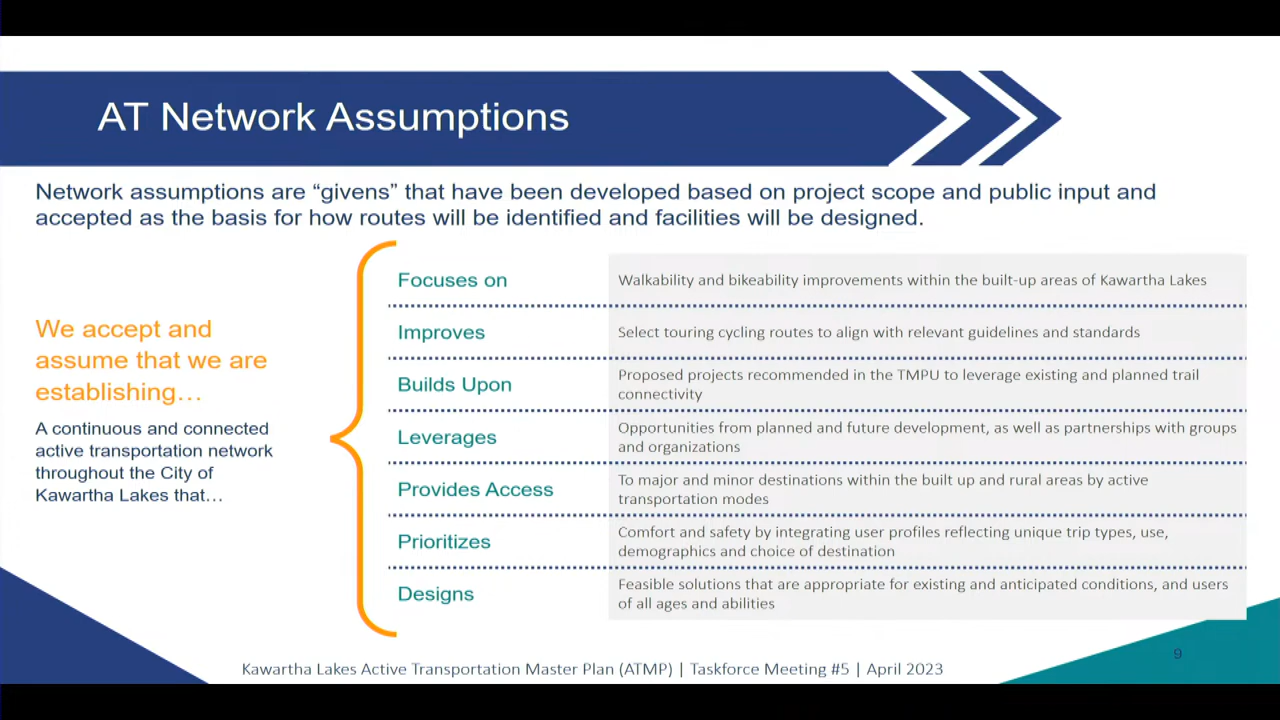 AT Network Assumptions
Network assumptions are “givens” that have been developed based on project scope and public input and
accepted as the basis for how routes will be identified and facilities will be designed.
We accept and
assume that we are
establishing…
A continuous and connected
active transportation network
throughout the City of
Kawartha Lakes that…
Focuses on
Walkability and bikeability improvements within the built-up areas of Kawartha Lakes
Improves
Select touring cycling routes to align with relevant guidelines and standards
Builds Upon
Proposed projects recommended in the TMPU to leverage existing and planned trail
connectivity
Leverages
Opportunities from planned and future development, as well as partnerships with groups
and organizations
Provides Access
To major and minor destinations within the built up and rural areas by active
transportation modes
Prioritizes
Comfort and safety by integrating user profiles reflecting unique trip types, use,
demographics and choice of destination
Designs
Feasible solutions that are appropriate for existing and anticipated conditions, and users
of all ages and abilities
9
Kawartha Lakes Active Transportation Master Plan (ATMP) | Taskforce Meeting #5 | April 2023